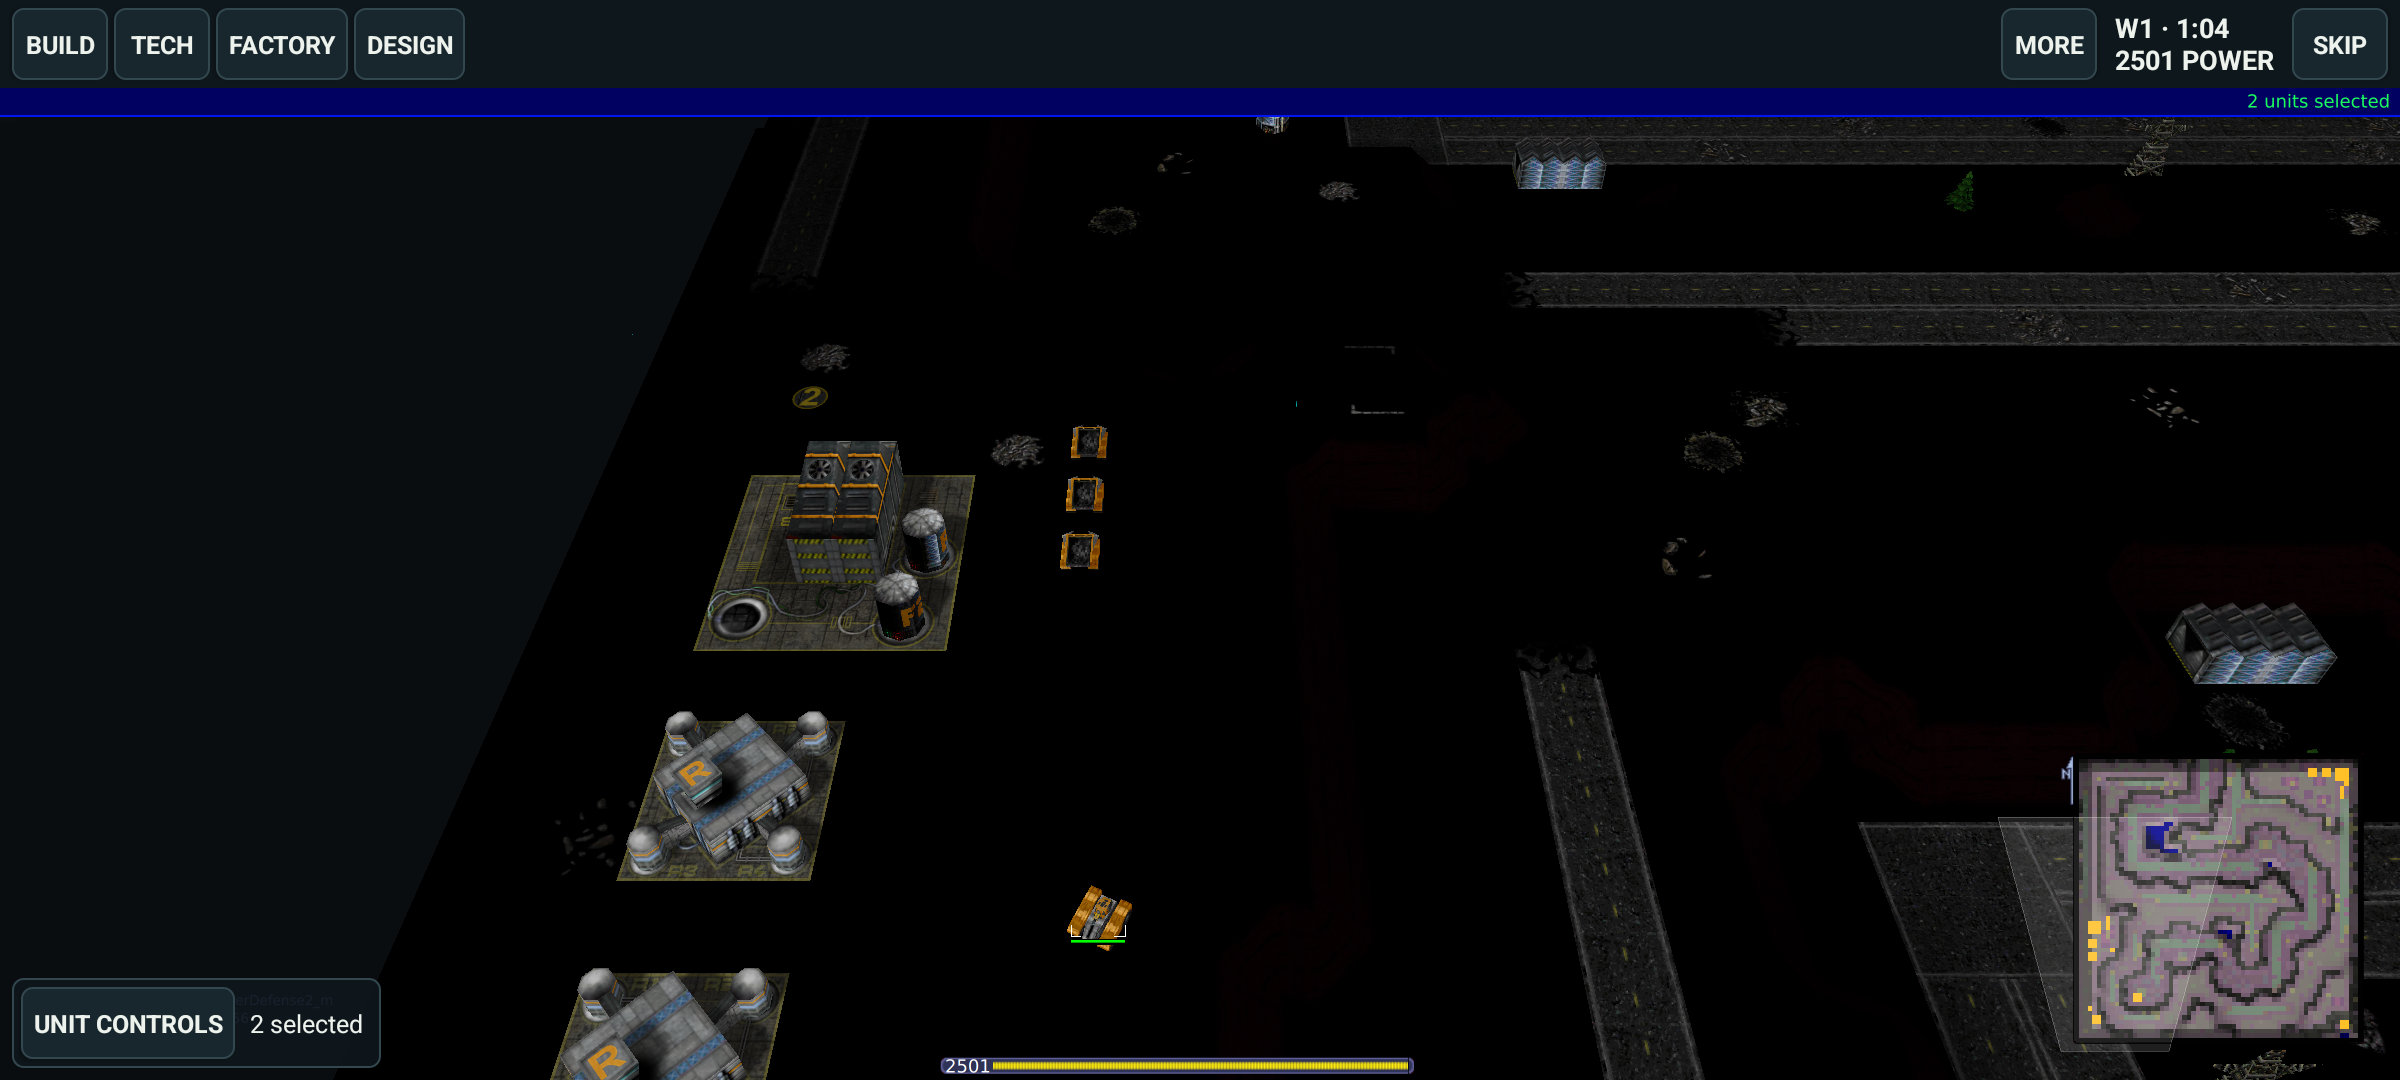 BUILD
TECH
FACTORY
DESIGN
MORE
W1 · 1:04
2501 POWER
SKIP
2 units selected
2
R
N
R
UNIT CONTROLS
2 selected
2501